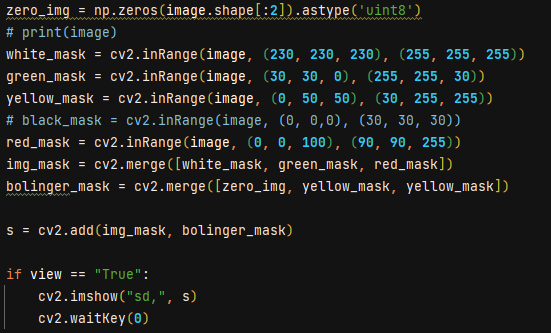 zero_img = np.zeros(image.shape[:2]).astype('uint8')
# print(image)
white_mask = cv2.inRange(image, (230, 230, 230), (255, 255, 255))
green_mask = cv2.inRange(image, (30, 30, 0), (255, 255, 30))
yellow_mask = cv2.inRange(image, (0, 50, 50), (30, 255, 255))
# black_mask = cv2.inRange(image, (0, 0,0), (30, 30, 30))
red_mask = cv2.inRange(image, (0, 0, 100), (90, 90, 255))
img_mask = cv2.merge([white_mask, green_mask, red_mask])
bolinger_mask = cv2.merge([zero_img, yellow_mask, yellow_mask])
s = cv2.add(img_mask, bolinger_mask)
if view == "True":
    cv2.imshow("sd,", s)
    cv2.waitKey(0)